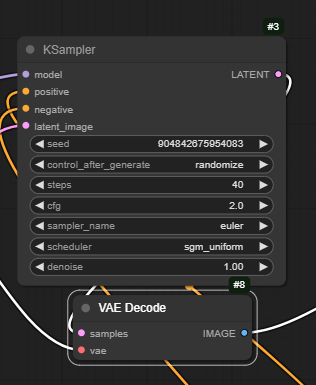 #3
KSampler
model LATENT
positive
negative
latent_image
seed 904842675954083
control_after_generate randomize
steps 40
cfg 2.0
sampler_name euler
scheduler sgm_uniform
denoise 1.00
#8
VAE Decode
samples IMAGE
vae